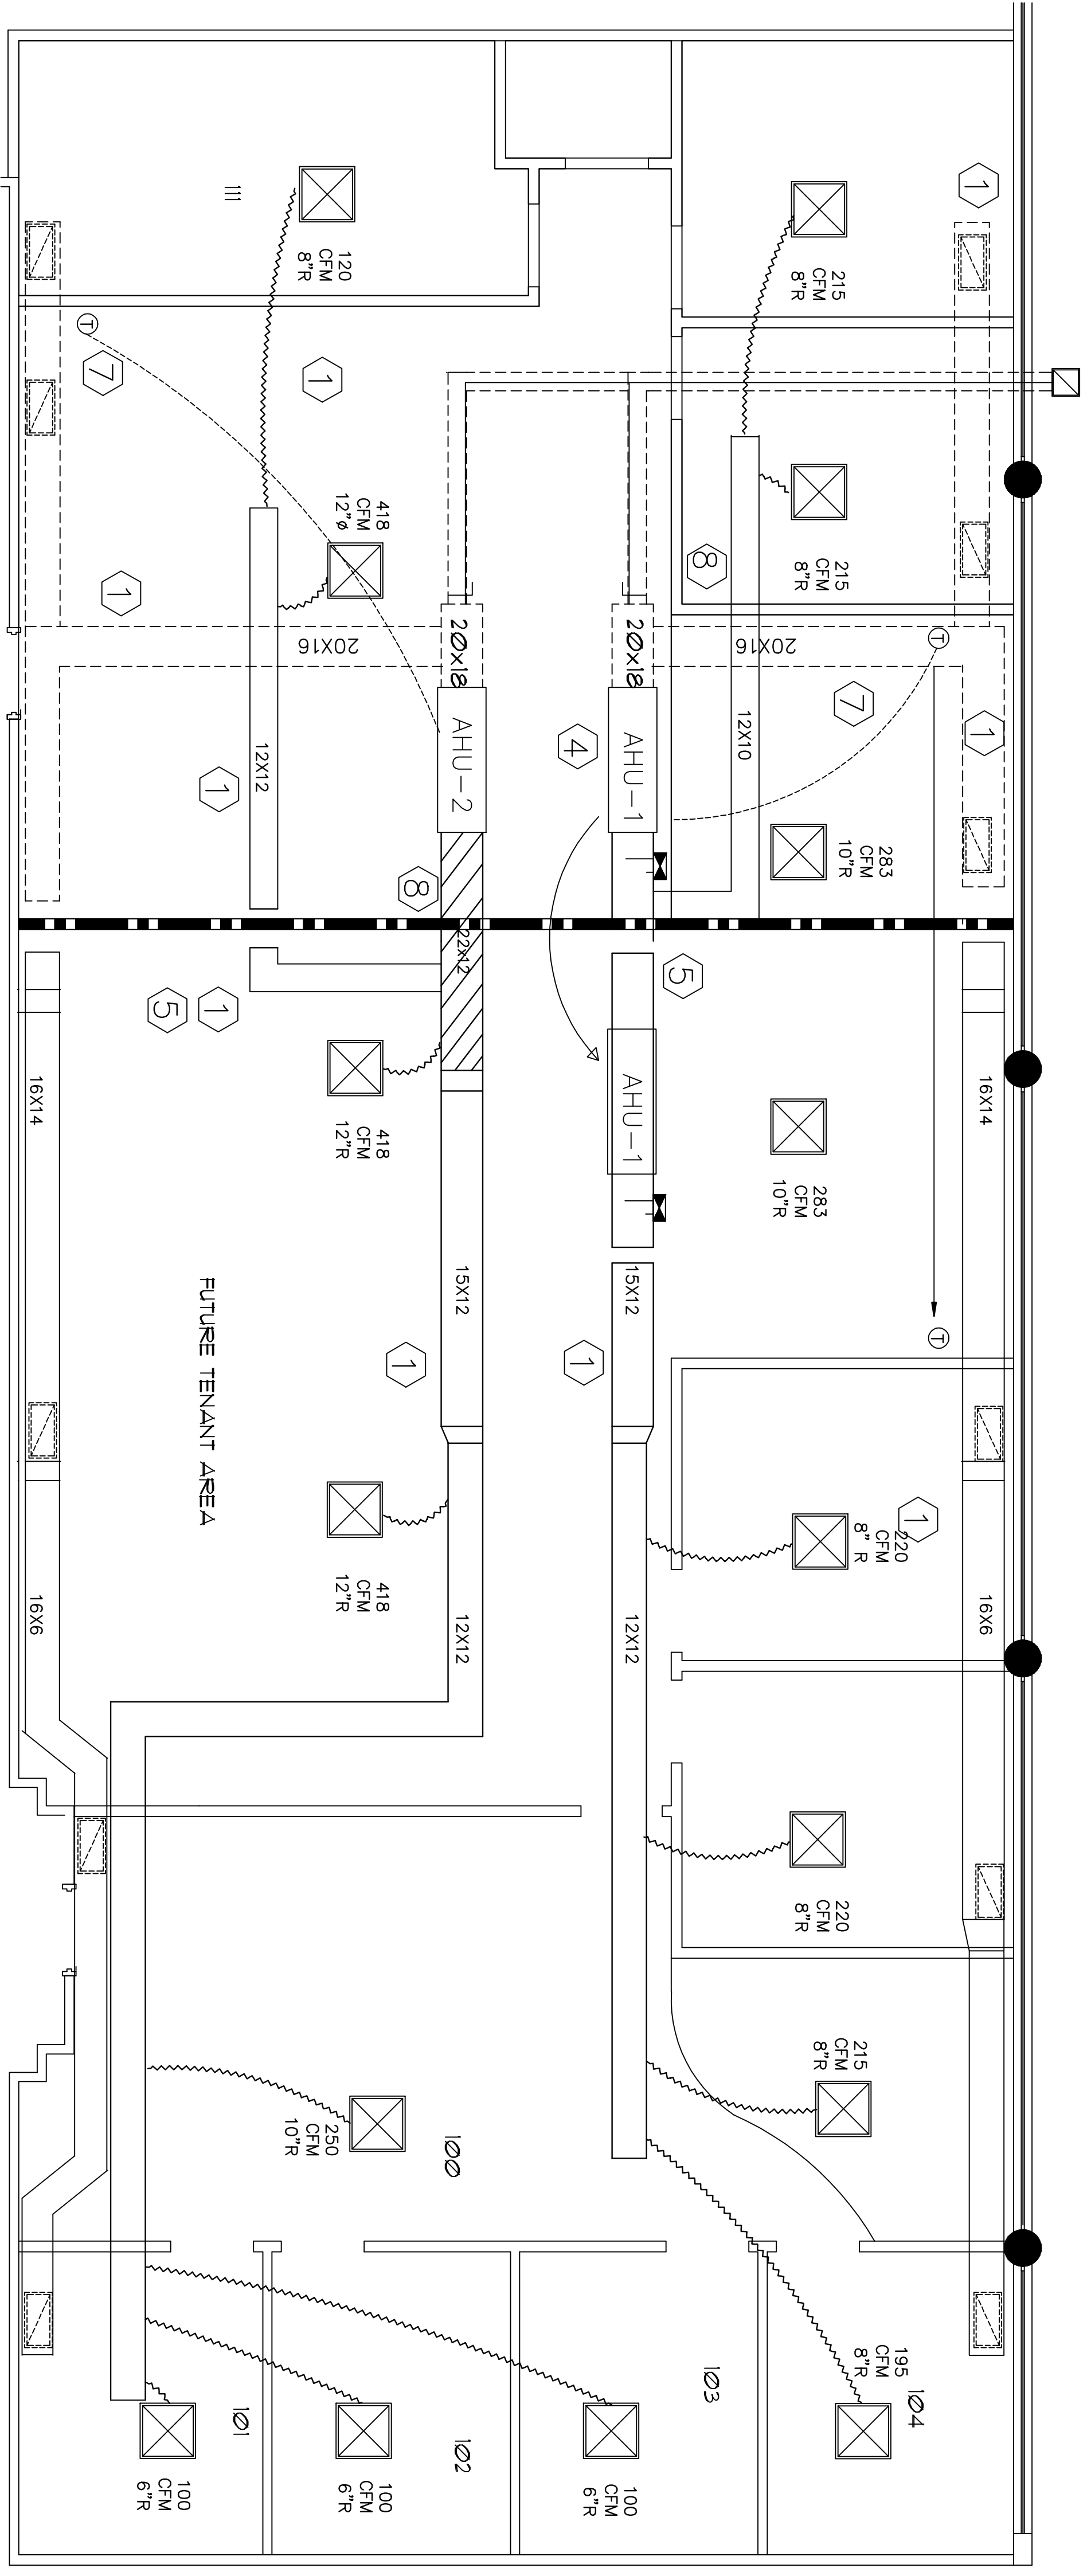 1
215
CFM
8"R
111
120
CFM
8"R
T
7
1
418
CFM
12"ø
8
215
CFM
8"R
1
20X16
20x18
20x18
20X16
T
7
1
AHU-2
4
AHU-1
12X10
12X12
1
283
CFM
10"R
8
22x12
5
5
1
16X14
418
CFM
12"R
AHU-1
283
CFM
10"R
16X14
FUTURE TENANT AREA
15X12
15X12
T
1
1
1
220
CFM
8" R
16X6
418
CFM
12"R
12X12
12X12
16X6
220
CFM
8"R
215
CFM
8"R
250
CFM
10"R
100
195
CFM
8"R
104
103
101
102
100
CFM
6"R
100
CFM
6"R
100
CFM
6"R